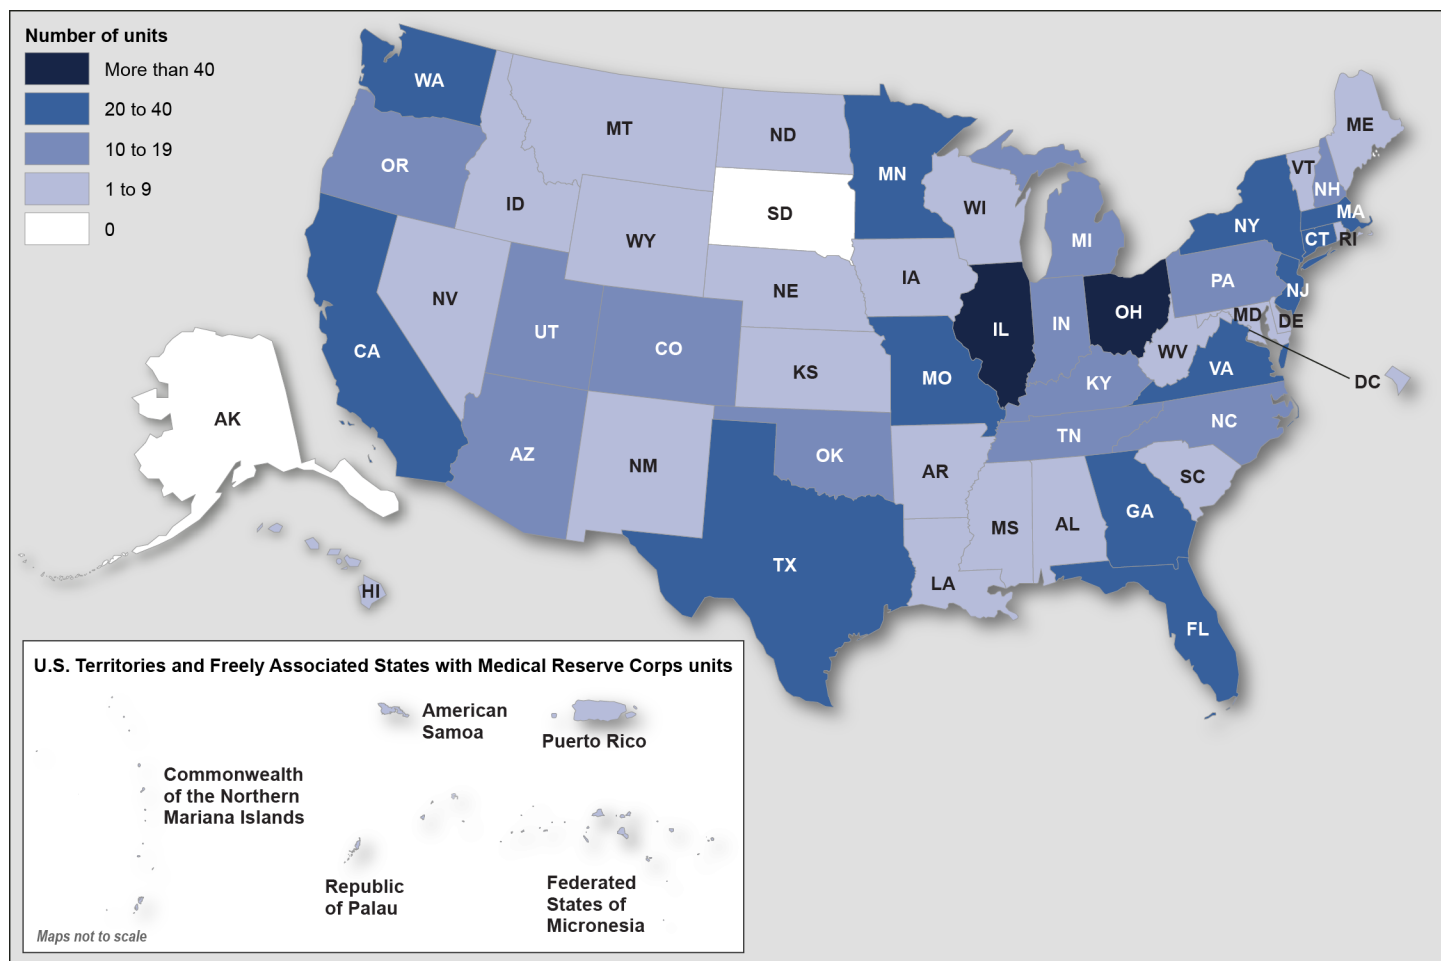 Number of units
More than 40
20 to 40
10 to 19
1 to 9
0
WA
OR
CA
NV
ID
MT
WY
UT
CO
AZ
NM
ND
SD
NE
KS
OK
TX
MN
IA
MO
AR
LA
WI
IL
MI
IN
OH
KY
TN
MS
AL
GA
FL
SC
NC
VA
WV
MD
DE
DC
PA
NJ
NY
CT
RI
MA
VT
NH
ME
AK
HI
U.S. Territories and Freely Associated States with Medical Reserve Corps units
American
Samoa
Puerto Rico
Commonwealth
of the Northern
Mariana Islands
Republic
of Palau
Federated
States of
Micronesia
Maps not to scale